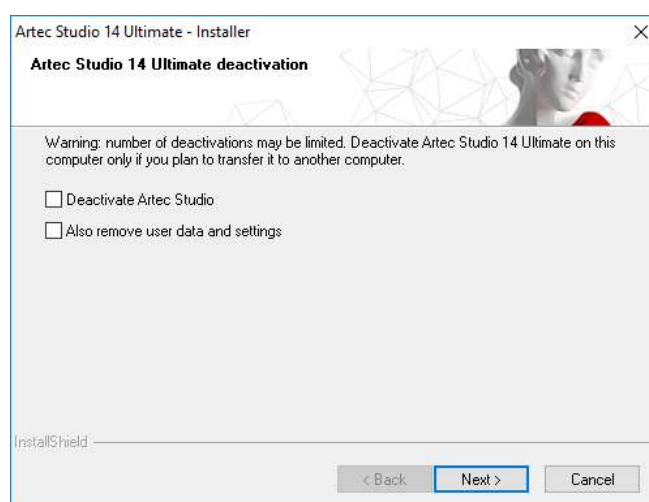 Artec Studio 14 Ultimate - Installer
Artec Studio 14 Ultimate deactivation
Warning: number of deactivations may be limited. Deactivate Artec Studio 14 Ultimate on this
computer only if you plan to transfer it to another computer.
Deactivate Artec Studio
Also remove user data and settings
InstallShield
< Back Next > Cancel